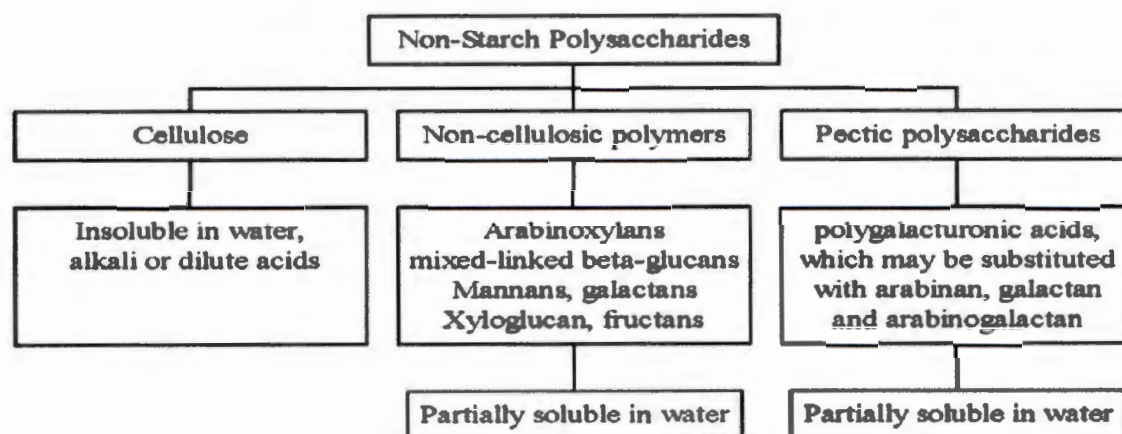 Non-Starch Polysaccharides
Cellulose
Non-cellulosic polymers
Pectic polysaccharides
Insoluble in water,
alkali or dilute acids
Arabinoxylans
mixed-linked beta-glucans
Mannans, galactans
Xyloglucan, fructans
polygalacturonic acids,
which may be substituted
with arabinan, galactan
and arabinogalactan
Partially soluble in water
Partially soluble in water